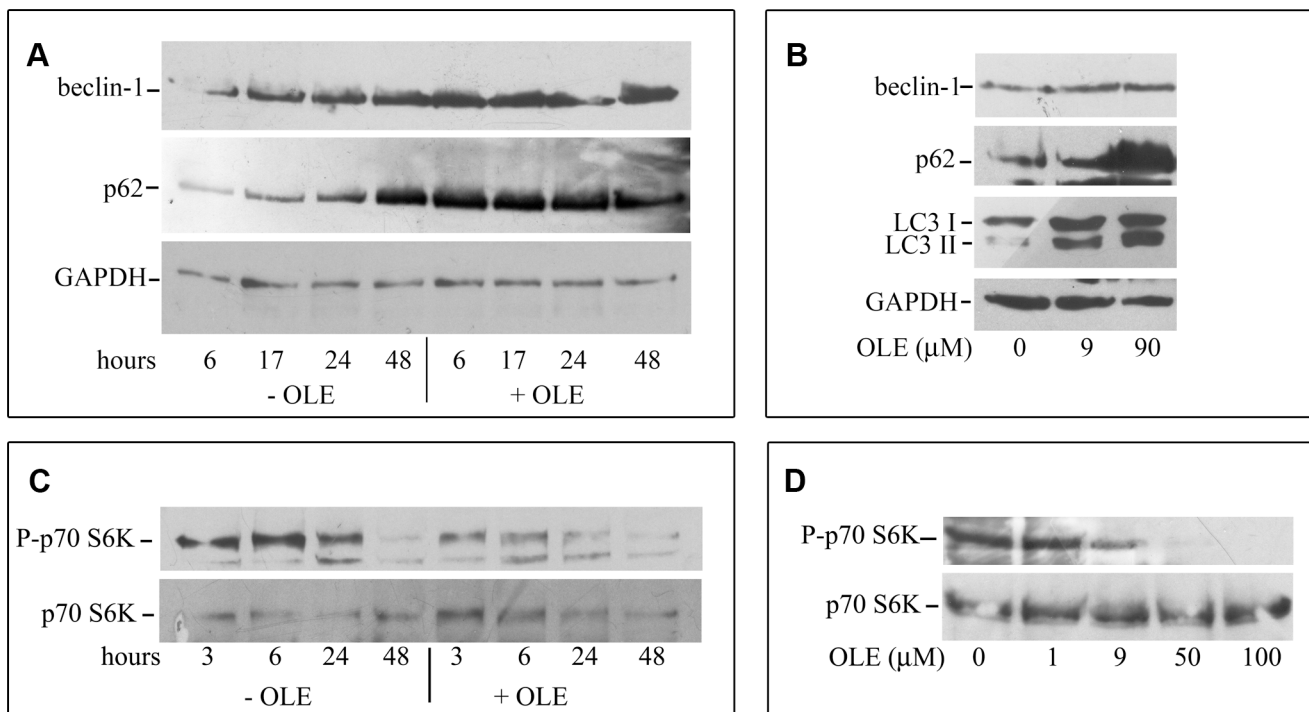 A
beclin-1
p62
GAPDH
hours 6 17 24 48 6 17 24 48
- OLE + OLE
B
beclin-1
p62
LC3 I
LC3 II
GAPDH
OLE (μM) 0 9 90
C
P-p70 S6K
p70 S6K
hours 3 6 24 48 3 6 24 48
- OLE + OLE
D
P-p70 S6K
p70 S6K
OLE (μM) 0 1 9 50 100